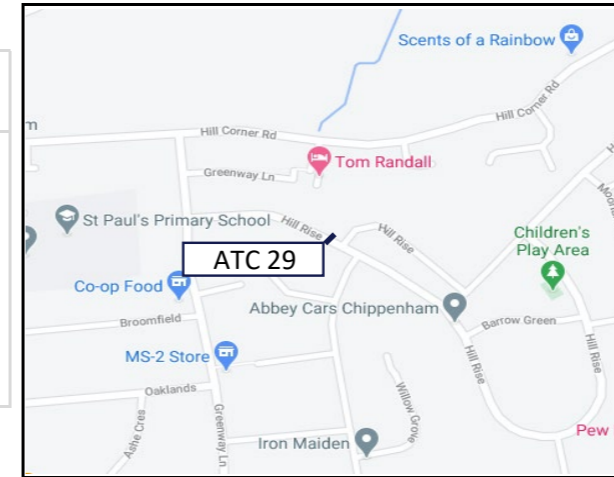 Scents of a Rainbow
m
Hill Corner Rd
Hill Corner Rd
Tom Randall
Greenway Ln
St Paul's Primary School
Hill Rise
Hill Rise
Children's
Play Area
ATC 29
Co-op Food
Abbey Cars Chippenham
Broomfield
Barrow Green
MS-2 Store
Hill Rise
Hill Rise
Oaklands
Willow Grove
Ashe Cres
Greenway Ln
Iron Maiden
Pew